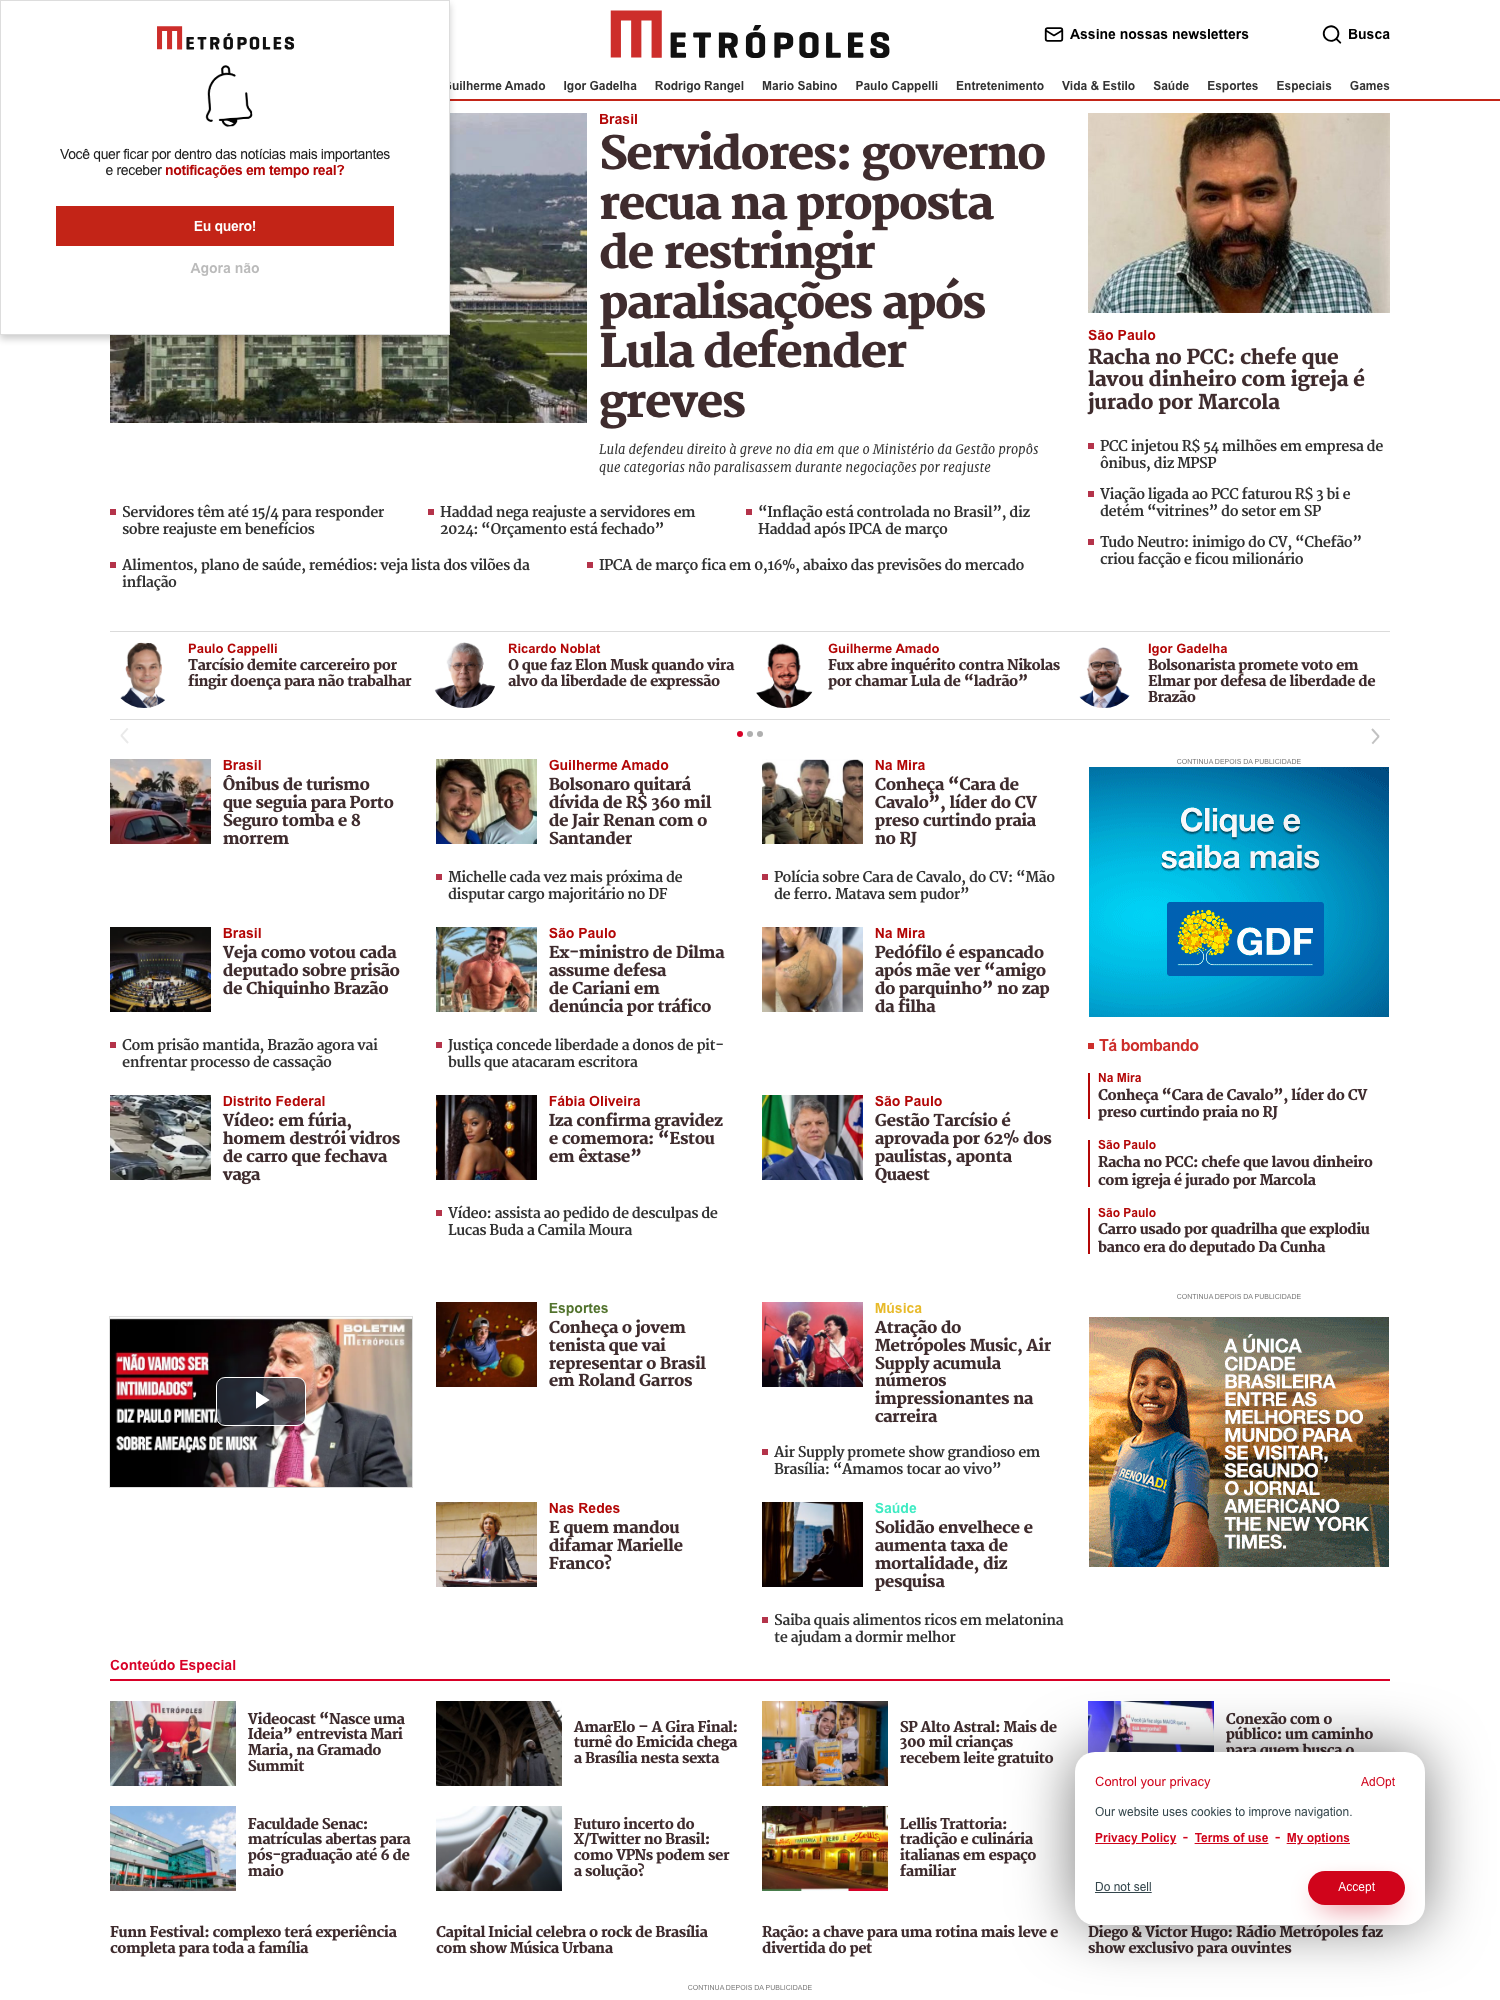 METRÓPOLES
Você quer ficar por dentro das notícias mais importantes
e receber notificações em tempo real?
Eu quero!
Agora não
METRÓPOLES
Assine nossas newsletters
Busca
Guilherme Amado Igor Gadelha Rodrigo Rangel Mario Sabino Paulo Cappelli Entretenimento Vida & Estilo Saúde Esportes Especiais Games
Brasil
Servidores: governo
recua na proposta
de restringir
paralisações após
Lula defender
greves
Lula defendeu direito à greve no dia em que o Ministério da Gestão propôs
que categorias não paralisassem durante negociações por reajuste
São Paulo
Racha no PCC: chefe que
lavou dinheiro com igreja é
jurado por Marcola
PCC injetou R$ 54 milhões em empresa de
ônibus, diz MPSP
Viação ligada ao PCC faturou R$ 3 bi e
detém “vitrines” do setor em SP
Tudo Neutro: inimigo do CV, “Chefão”
criou facção e ficou milionário
Servidores têm até 15/4 para responder
sobre reajuste em benefícios
Haddad nega reajuste a servidores em
2024: “Orçamento está fechado”
“Inflação está controlada no Brasil”, diz
Haddad após IPCA de março
Alimentos, plano de saúde, remédios: veja lista dos vilões da
inflação
IPCA de março fica em 0,16%, abaixo das previsões do mercado
Paulo Cappelli
Tarcísio demite carcereiro por
fingir doença para não trabalhar
Ricardo Noblat
O que faz Elon Musk quando vira
alvo da liberdade de expressão
Guilherme Amado
Fux abre inquérito contra Nikolas
por chamar Lula de “ladrão”
Igor Gadelha
Bolsonarista promete voto em
Elmar por defesa de liberdade de
Brazão
Brasil
Ônibus de turismo
que seguia para Porto
Seguro tomba e 8
morrem
Guilherme Amado
Bolsonaro quitará
dívida de R$ 360 mil
de Jair Renan com o
Santander
Michelle cada vez mais próxima de
disputar cargo majoritário no DF
Na Mira
Conheça “Cara de
Cavalo”, líder do CV
preso curtindo praia
no RJ
Polícia sobre Cara de Cavalo, do CV: “Mão
de ferro. Matava sem pudor”
CONTINUA DEPOIS DA PUBLICIDADE
Clique e
saiba mais
GDF
Brasil
Veja como votou cada
deputado sobre prisão
de Chiquinho Brazão
Com prisão mantida, Brazão agora vai
enfrentar processo de cassação
São Paulo
Ex-ministro de Dilma
assume defesa
de Cariani em
denúncia por tráfico
Justiça concede liberdade a donos de pit-
bulls que atacaram escritora
Na Mira
Pedófilo é espancado
após mãe ver “amigo
do parquinho” no zap
da filha
Tá bombando
Na Mira
Conheça “Cara de Cavalo”, líder do CV
preso curtindo praia no RJ
São Paulo
Racha no PCC: chefe que lavou dinheiro
com igreja é jurado por Marcola
São Paulo
Carro usado por quadrilha que explodiu
banco era do deputado Da Cunha
Distrito Federal
Vídeo: em fúria,
homem destrói vidros
de carro que fechava
vaga
Fábia Oliveira
Iza confirma gravidez
e comemora: “Estou
em êxtase”
Vídeo: assista ao pedido de desculpas de
Lucas Buda a Camila Moura
São Paulo
Gestão Tarcísio é
aprovada por 62% dos
paulistas, aponta
Quaest
CONTINUA DEPOIS DA PUBLICIDADE
BOLETIM
METRÓPOLES
“NÃO VAMOS SER
INTIMIDADOS”,
DIZ PAULO PIMENTA
SOBRE AMEAÇAS DE MUSK
Esportes
Conheça o jovem
tenista que vai
representar o Brasil
em Roland Garros
Música
Atração do
Metrópoles Music, Air
Supply acumula
números
impressionantes na
carreira
Air Supply promete show grandioso em
Brasília: “Amamos tocar ao vivo”
RENOVADF
A ÚNICA
CIDADE
BRASILEIRA
ENTRE AS
MELHORES DO
MUNDO PARA
SE VISITAR,
SEGUNDO
O JORNAL
AMERICANO
THE NEW YORK
TIMES.
Nas Redes
E quem mandou
difamar Marielle
Franco?
Saúde
Solidão envelhece e
aumenta taxa de
mortalidade, diz
pesquisa
Saiba quais alimentos ricos em melatonina
te ajudam a dormir melhor
Conteúdo Especial
METRÓPOLES
Videocast “Nasce uma
Ideia” entrevista Mari
Maria, na Gramado
Summit
AmarElo – A Gira Final:
turnê do Emicida chega
a Brasília nesta sexta
SP Alto Astral: Mais de
300 mil crianças
recebem leite gratuito
Conexão com o
público: um caminho
para quem busca o
Faculdade Senac:
matrículas abertas para
pós-graduação até 6 de
maio
Futuro incerto do
X/Twitter no Brasil:
como VPNs podem ser
a solução?
Lellis Trattoria:
tradição e culinária
italianas em espaço
familiar
Control your privacy
AdOpt
Our website uses cookies to improve navigation.
Privacy Policy - Terms of use - My options
Do not sell
Accept
Funn Festival: complexo terá experiência
completa para toda a família
Capital Inicial celebra o rock de Brasília
com show Música Urbana
Ração: a chave para uma rotina mais leve e
divertida do pet
Diego & Victor Hugo: Rádio Metrópoles faz
show exclusivo para ouvintes
CONTINUA DEPOIS DA PUBLICIDADE